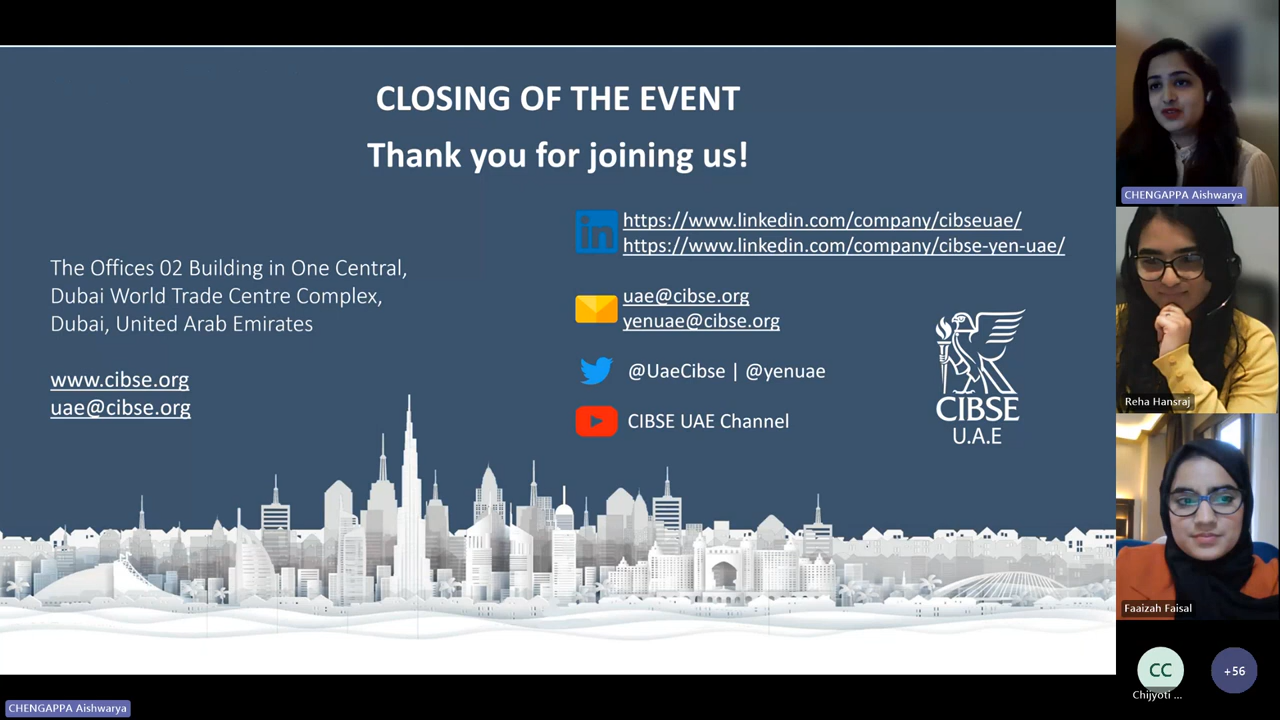 CLOSING OF THE EVENT
Thank you for joining us!
https://www.linkedin.com/company/cibseuae/
https://www.linkedin.com/company/cibse-yen-uae/
The Offices 02 Building in One Central,
Dubai World Trade Centre Complex,
Dubai, United Arab Emirates
www.cibse.org
uae@cibse.org
uae@cibse.org
yenuae@cibse.org
@UaeCibse | @yenuae
CIBSE UAE Channel
CIBSE
U.A.E
CHENGAPPA Aishwarya
Reha Hansraj
Faaizah Faisal
CC
Chijyoti ...
+56
CHENGAPPA Aishwarya